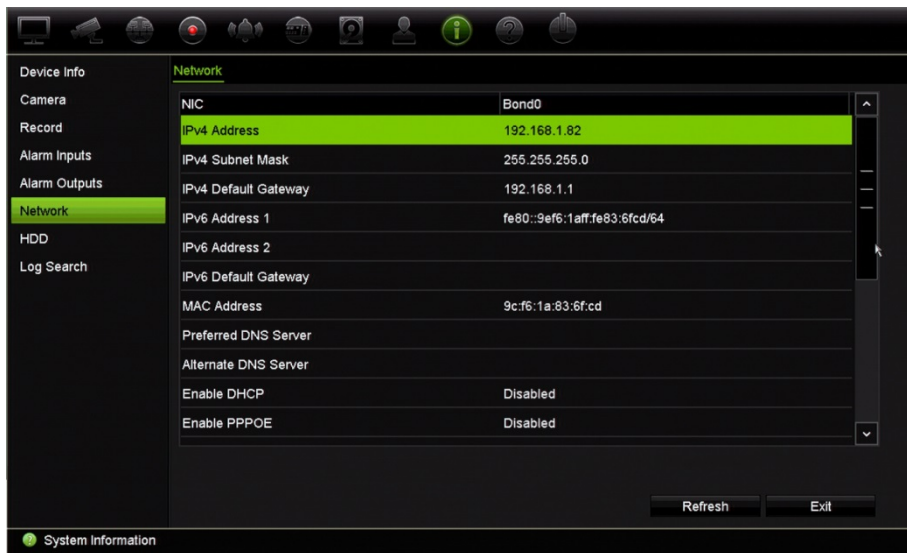 Device Info
Camera
Record
Alarm Inputs
Alarm Outputs
Network
HDD
Log Search
Network
NIC Bond0
IPv4 Address 192.168.1.82
IPv4 Subnet Mask 255.255.255.0
IPv4 Default Gateway 192.168.1.1
IPv6 Address 1 fe80::9ef6:1aff:fe83:6fcd/64
IPv6 Address 2
IPv6 Default Gateway
MAC Address 9c:f6:1a:83:6f:cd
Preferred DNS Server
Alternate DNS Server
Enable DHCP Disabled
Enable PPPOE Disabled
Refresh Exit
System Information